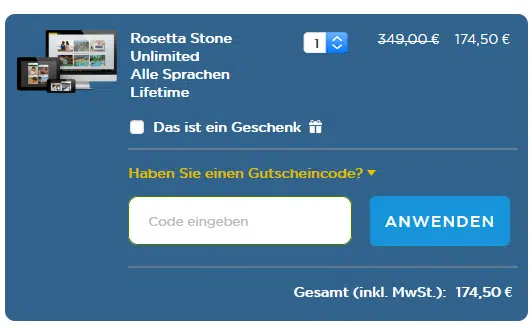 Rosetta Stone
Unlimited
Alle Sprachen
Lifetime
1
349,00 € 174,50 €
Das ist ein Geschenk
Haben Sie einen Gutscheincode?
Code eingeben
ANWENDEN
Gesamt (inkl. MwSt.): 174,50 €